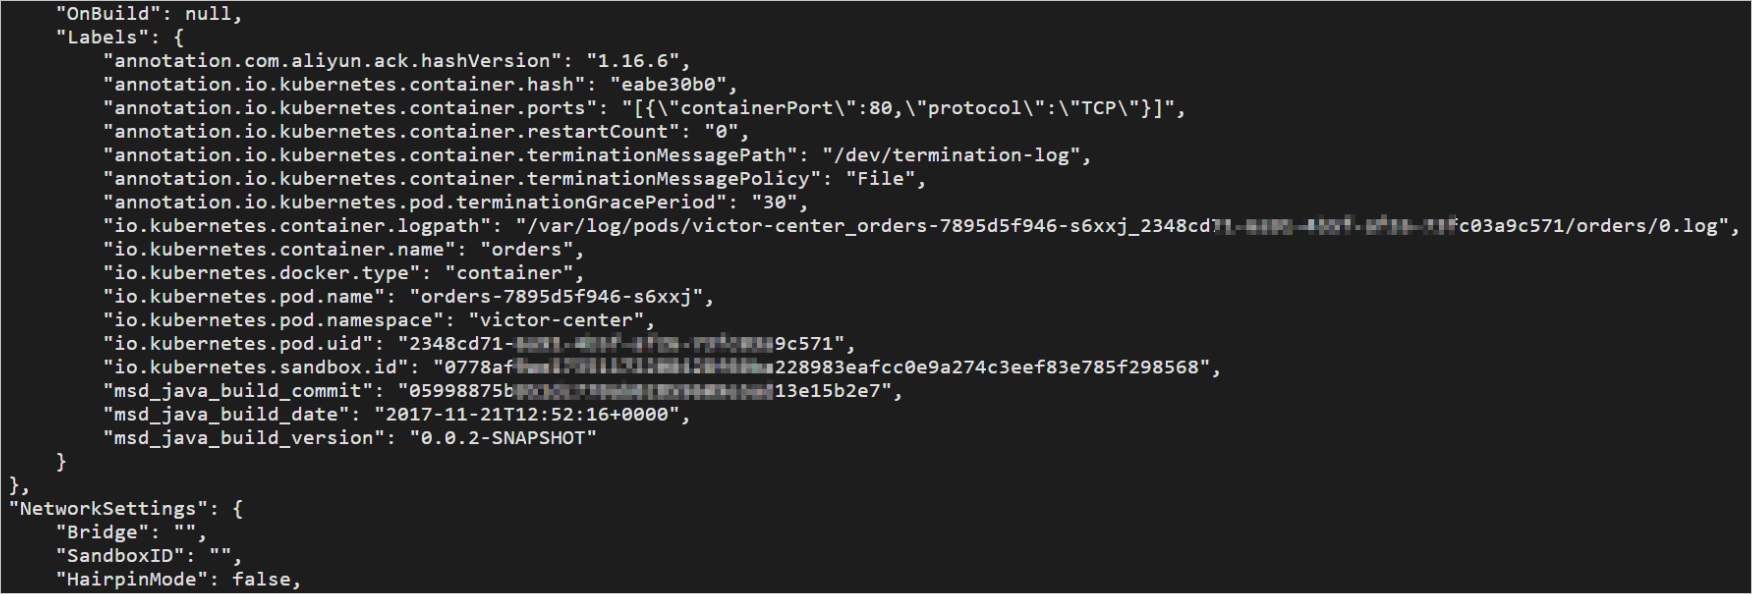 "OnBuild": null,
"Labels": {
"annotation.com.aliyun.ack.hashVersion": "1.16.6",
"annotation.io.kubernetes.container.hash": "eabe30b0",
"annotation.io.kubernetes.container.ports": "[{\"containerPort\":80,\"protocol\":\"TCP\"}]",
"annotation.io.kubernetes.container.restartCount": "0",
"annotation.io.kubernetes.container.terminationMessagePath": "/dev/termination-log",
"annotation.io.kubernetes.container.terminationMessagePolicy": "File",
"annotation.io.kubernetes.pod.terminationGracePeriod": "30",
"io.kubernetes.container.logpath": "/var/log/pods/victor-center_orders-7895d5f946-s6xxj_2348cd71- fc03a9c571/orders/0.log",
"io.kubernetes.container.name": "orders",
"io.kubernetes.docker.type": "container",
"io.kubernetes.pod.name": "orders-7895d5f946-s6xxj",
"io.kubernetes.pod.namespace": "victor-center",
"io.kubernetes.pod.uid": "2348cd71- 9c571",
"io.kubernetes.sandbox.id": "0778af 228983eafcc0e9a274c3eef83e785f298568",
"msd_java_build_commit": "05998875b 13e15b2e7",
"msd_java_build_date": "2017-11-21T12:52:16+0000",
"msd_java_build_version": "0.0.2-SNAPSHOT"
}
},
"NetworkSettings": {
"Bridge": "",
"SandboxID": "",
"HairpinMode": false,